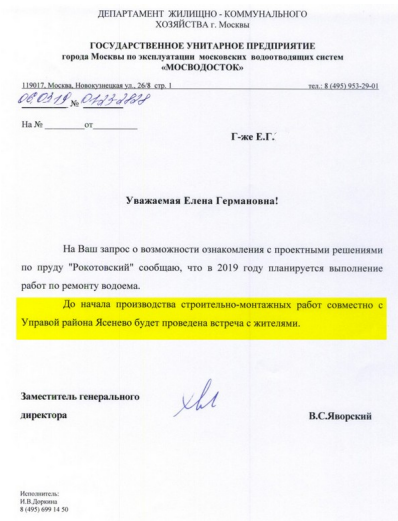 ДЕПАРТАМЕНТ ЖИЛИЩНО - КОММУНАЛЬНОГО
ХОЗЯЙСТВА г. Москвы
ГОСУДАРСТВЕННОЕ УНИТАРНОЕ ПРЕДПРИЯТИЕ
города Москвы по эксплуатации московских водоотводящих систем
«МОСВОДОСТОК»
119017, Москва, Новокузнецкая ул., 26/8 стр. 1 тел.: 8 (495) 953-29-01
№
На № от
Г-же Е.Г.
Уважаемая Елена Германовна!
На Ваш запрос о возможности ознакомления с проектными решениями
по пруду "Рокотовский" сообщаю, что в 2019 году планируется выполнение
работ по ремонту водоема.
До начала производства строительно-монтажных работ совместно с
Управой района Ясенево будет проведена встреча с жителями.
Заместитель генерального
директора В.С.Яворский
Исполнитель:
И.В.Доркина
8 (495) 699 14 50